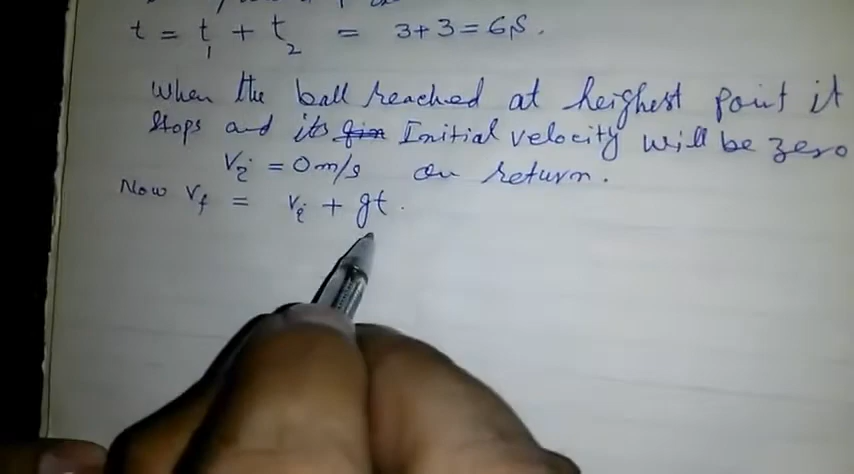 t = t₁ + t₂ = 3+3 = 6s.
When the ball reached at heighest point it
stops and its Initial velocity will be zero
Vi = 0 m/s on return.
Now Vf = Vi + gt.